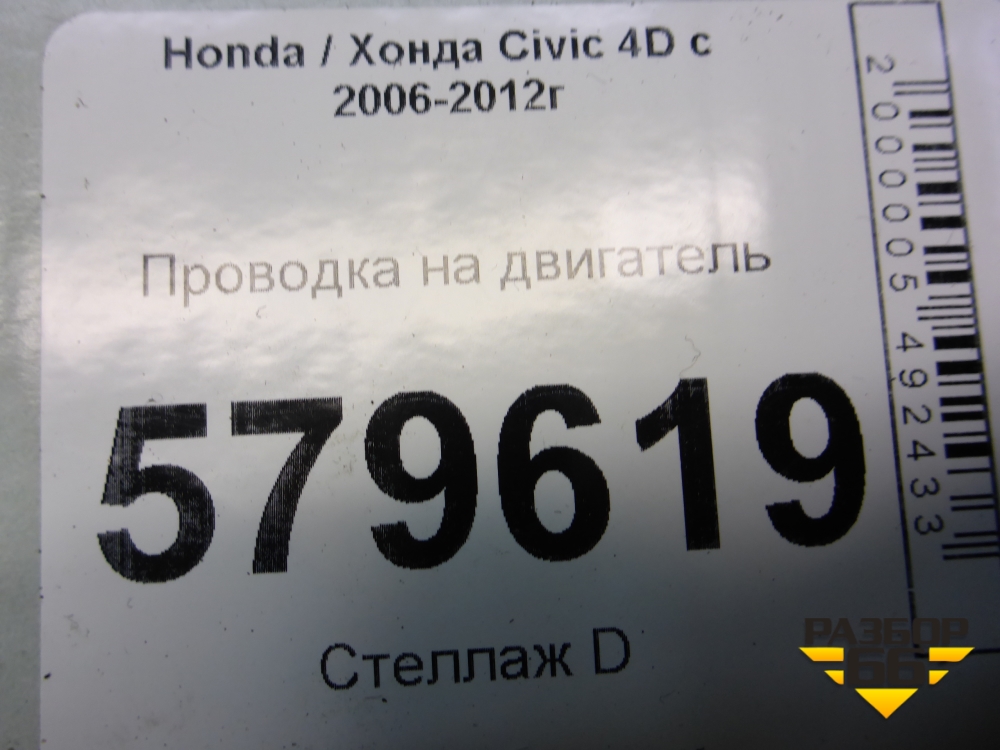 Honda / Хонда Civic 4D с
2006-2012г
Проводка на двигатель
579619
Стеллаж D
2000005492433
РАЗБОР
66